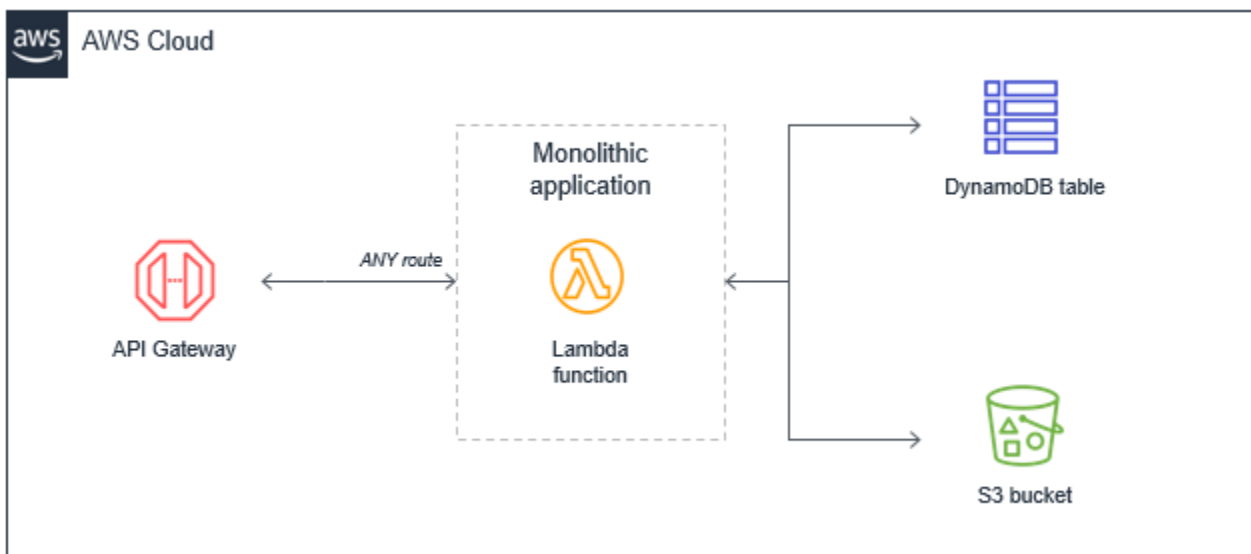 aws
AWS Cloud
Monolithic
application
DynamoDB table
ANY route
API Gateway
Lambda
function
S3 bucket